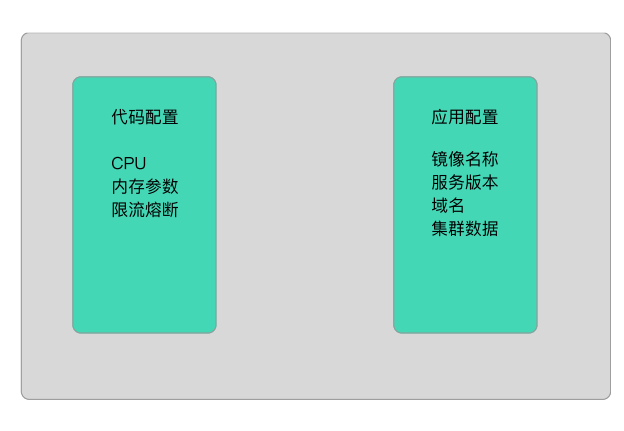 代码配置
CPU
内存参数
限流熔断
应用配置
镜像名称
服务版本
域名
集群数据